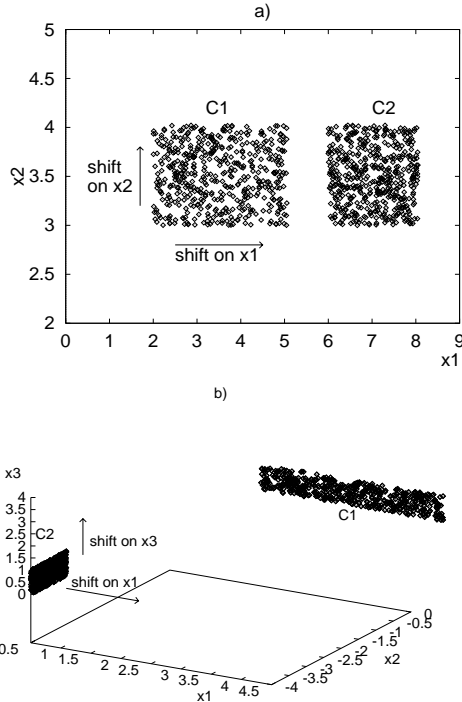 a)
5
4.5
4
3.5
3
2.5
2
x2
C1
C2
shift
on x2
shift on x1
0 1 2 3 4 5 6 7 8 9
x1
b)
x3
4
3.5
3
2.5
2
1.5
1
0.5
0
C2
shift on x3
shift on x1
C1
0.5 1 1.5 2 2.5 3 3.5 4 4.5
x1
-4 -3.5 -3 -2.5 -2 -1.5 -1 -0.5 0
x2